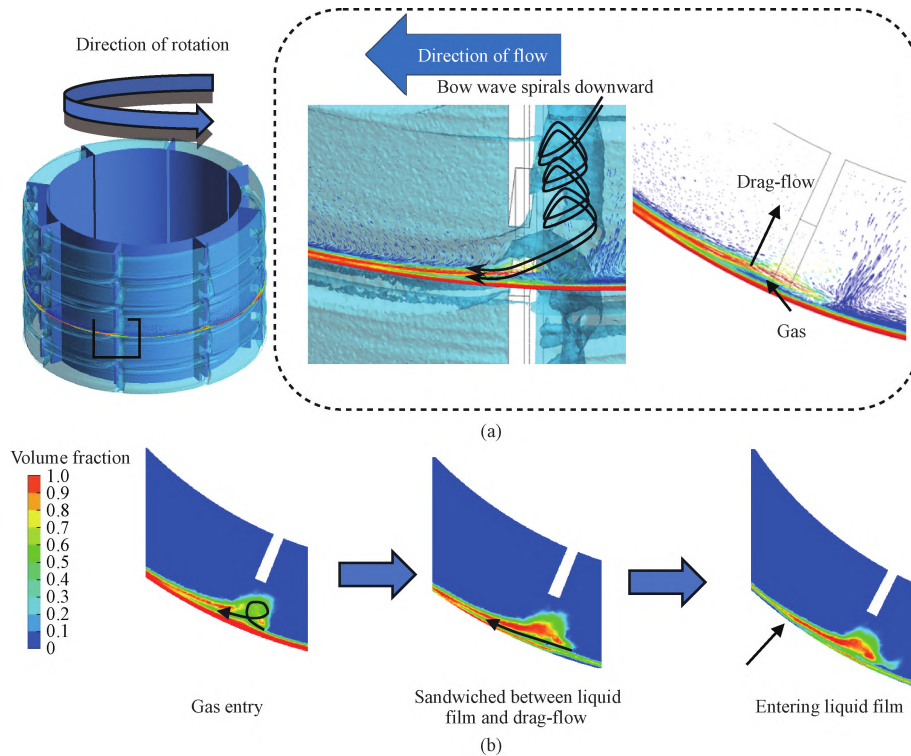 Direction of rotation
Direction of flow
Bow wave spirals downward
Drag-flow
Gas
(a)
Volume fraction
1.0
0.9
0.8
0.7
0.6
0.5
0.4
0.3
0.2
0.1
0
Gas entry
Sandwiched between liquid
film and drag-flow
Entering liquid film
(b)